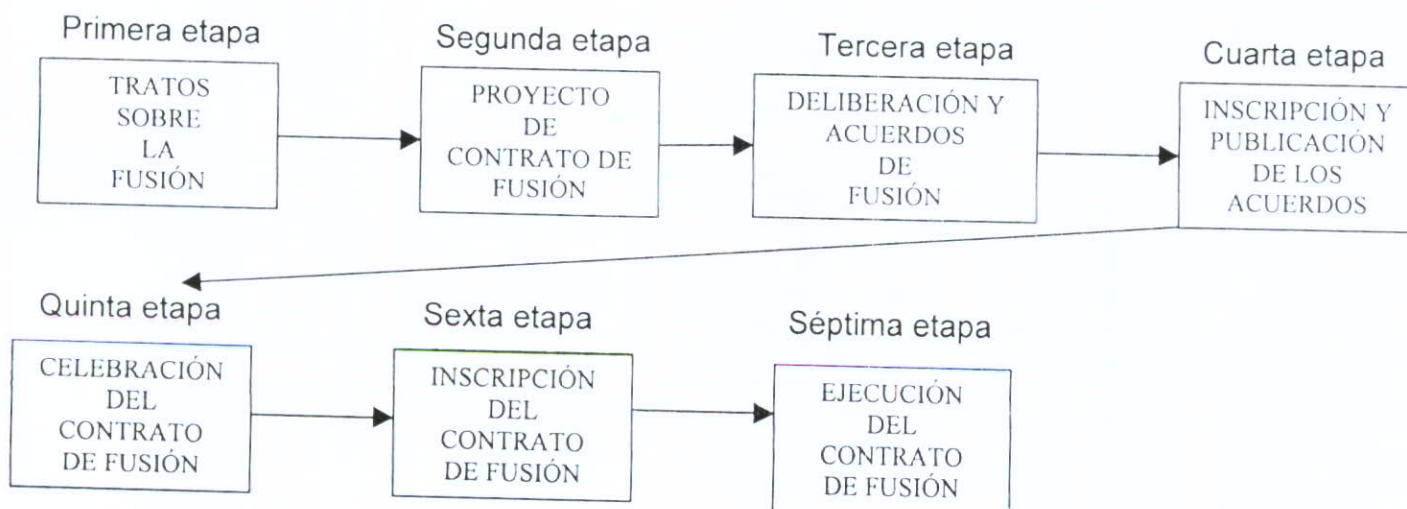 Primera etapa
TRATOS
SOBRE
LA
FUSIÓN
Segunda etapa
PROYECTO
DE
CONTRATO DE
FUSIÓN
Tercera etapa
DELIBERACIÓN Y
ACUERDOS
DE
FUSIÓN
Cuarta etapa
INSCRIPCIÓN Y
PUBLICACIÓN
DE LOS
ACUERDOS
Quinta etapa
CELEBRACIÓN
DEL
CONTRATO
DE FUSIÓN
Sexta etapa
INSCRIPCIÓN
DEL
CONTRATO
DE FUSIÓN
Séptima etapa
EJECUCIÓN
DEL
CONTRATO
DE FUSIÓN